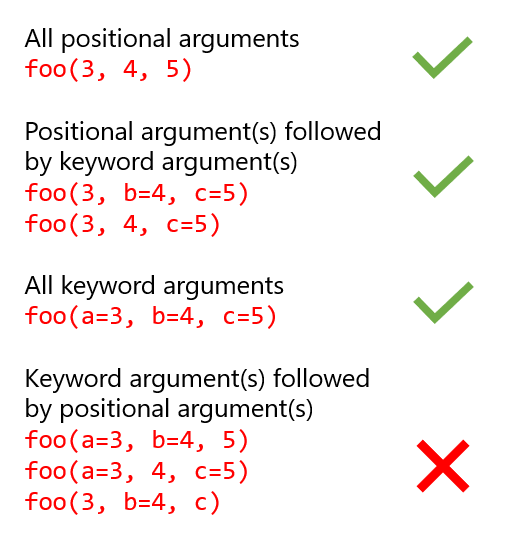 All positional arguments
foo(3, 4, 5)
Positional argument(s) followed
by keyword argument(s)
foo(3, b=4, c=5)
foo(3, 4, c=5)
All keyword arguments
foo(a=3, b=4, c=5)
Keyword argument(s) followed
by positional argument(s)
foo(a=3, b=4, 5)
foo(a=3, 4, c=5)
foo(3, b=4, c)